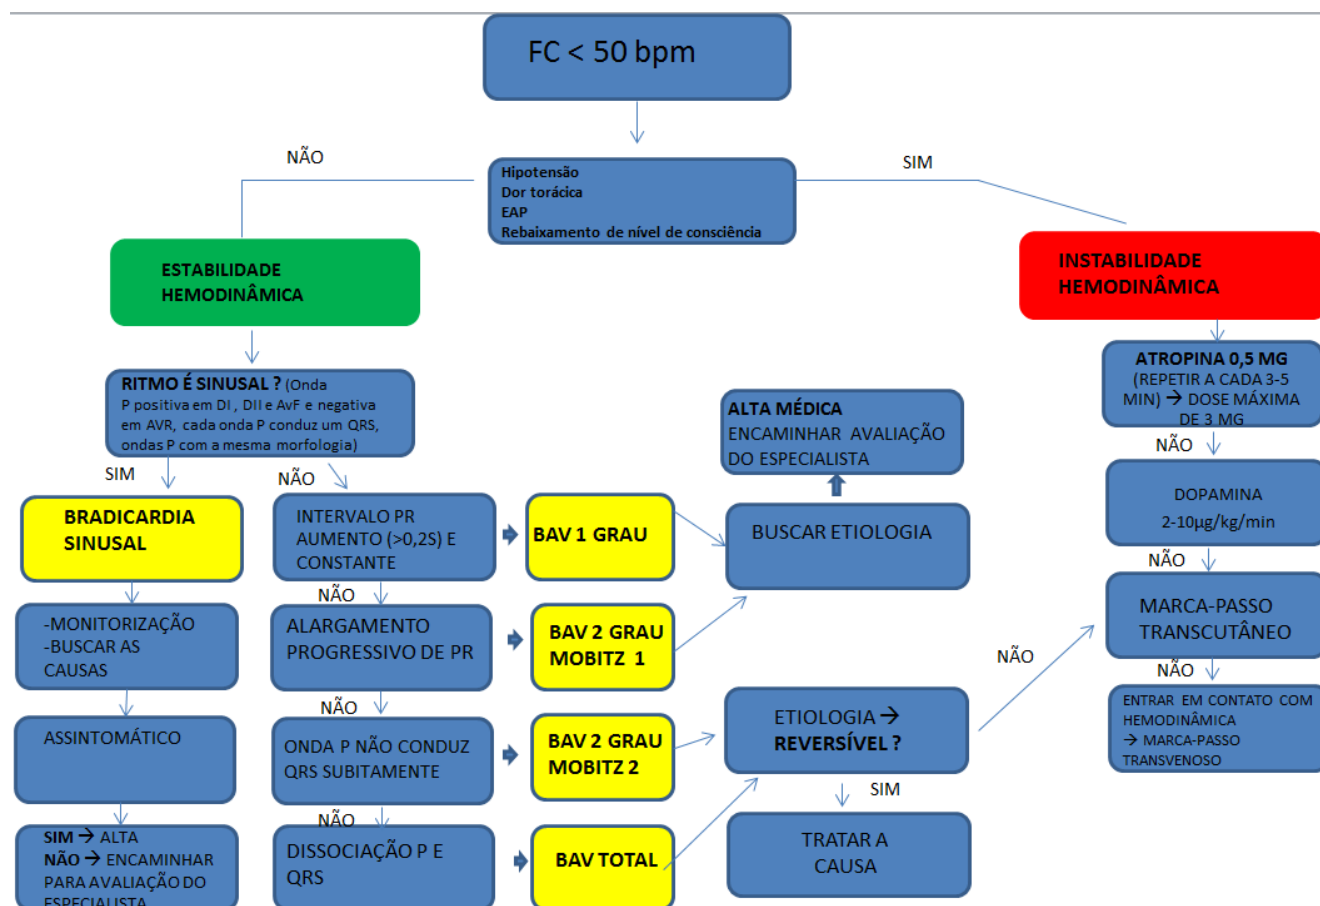 FC < 50 bpm
NÃO
SIM
Hipotensão
Dor torácica
EAP
Rebaixamento de nível de consciência
ESTABILIDADE
HEMODINÂMICA
INSTABILIDADE
HEMODINÂMICA
RITMO É SINUSAL ? (Onda
P positiva em DI , DII e AvF e negativa
em AVR, cada onda P conduz um QRS,
ondas P com a mesma morfologia)
SIM
NÃO
BRADICARDIA
SINUSAL
-MONITORIZAÇÃO
-BUSCAR AS
CAUSAS
ASSINTOMÁTICO
SIM → ALTA
NÃO → ENCAMINHAR
PARA AVALIAÇÃO DO
ESPECIALISTA
INTERVALO PR
AUMENTO (>0,2S) E
CONSTANTE
BAV 1 GRAU
NÃO
ALARGAMENTO
PROGRESSIVO DE PR
BAV 2 GRAU
MOBITZ 1
NÃO
ONDA P NÃO CONDUZ
QRS SUBITAMENTE
BAV 2 GRAU
MOBITZ 2
NÃO
DISSOCIAÇÃO P E
QRS
BAV TOTAL
ALTA MÉDICA
ENCAMINHAR AVALIAÇÃO
DO ESPECIALISTA
BUSCAR ETIOLOGIA
ETIOLOGIA →
REVERSÍVEL ?
NÃO
SIM
TRATAR A
CAUSA
ATROPINA 0,5 MG
(REPETIR A CADA 3-5
MIN) → DOSE MÁXIMA
DE 3 MG
NÃO
DOPAMINA
2-10µg/kg/min
NÃO
MARCA-PASSO
TRANSCUTÂNEO
NÃO
ENTRAR EM CONTATO COM
HEMODINÂMICA
→ MARCA-PASSO
TRANSVENOSO